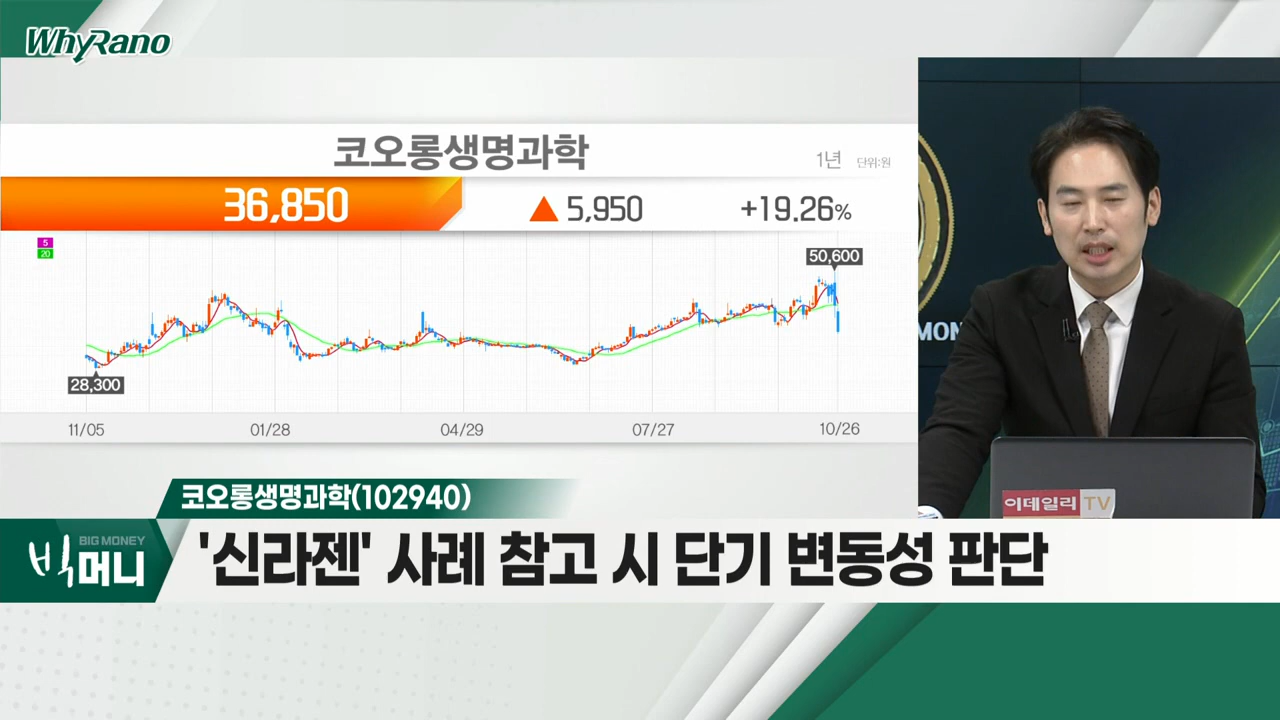 WhyRano
코오롱생명과학
1년 단위:원
36,850 ▲ 5,950 +19.26%
5
20
50,600
28,300
11/05 01/28 04/29 07/27 10/26
MON
이데일리 TV
코오롱생명과학(102940)
BIG MONEY
빅머니
'신라젠' 사례 참고 시 단기 변동성 판단